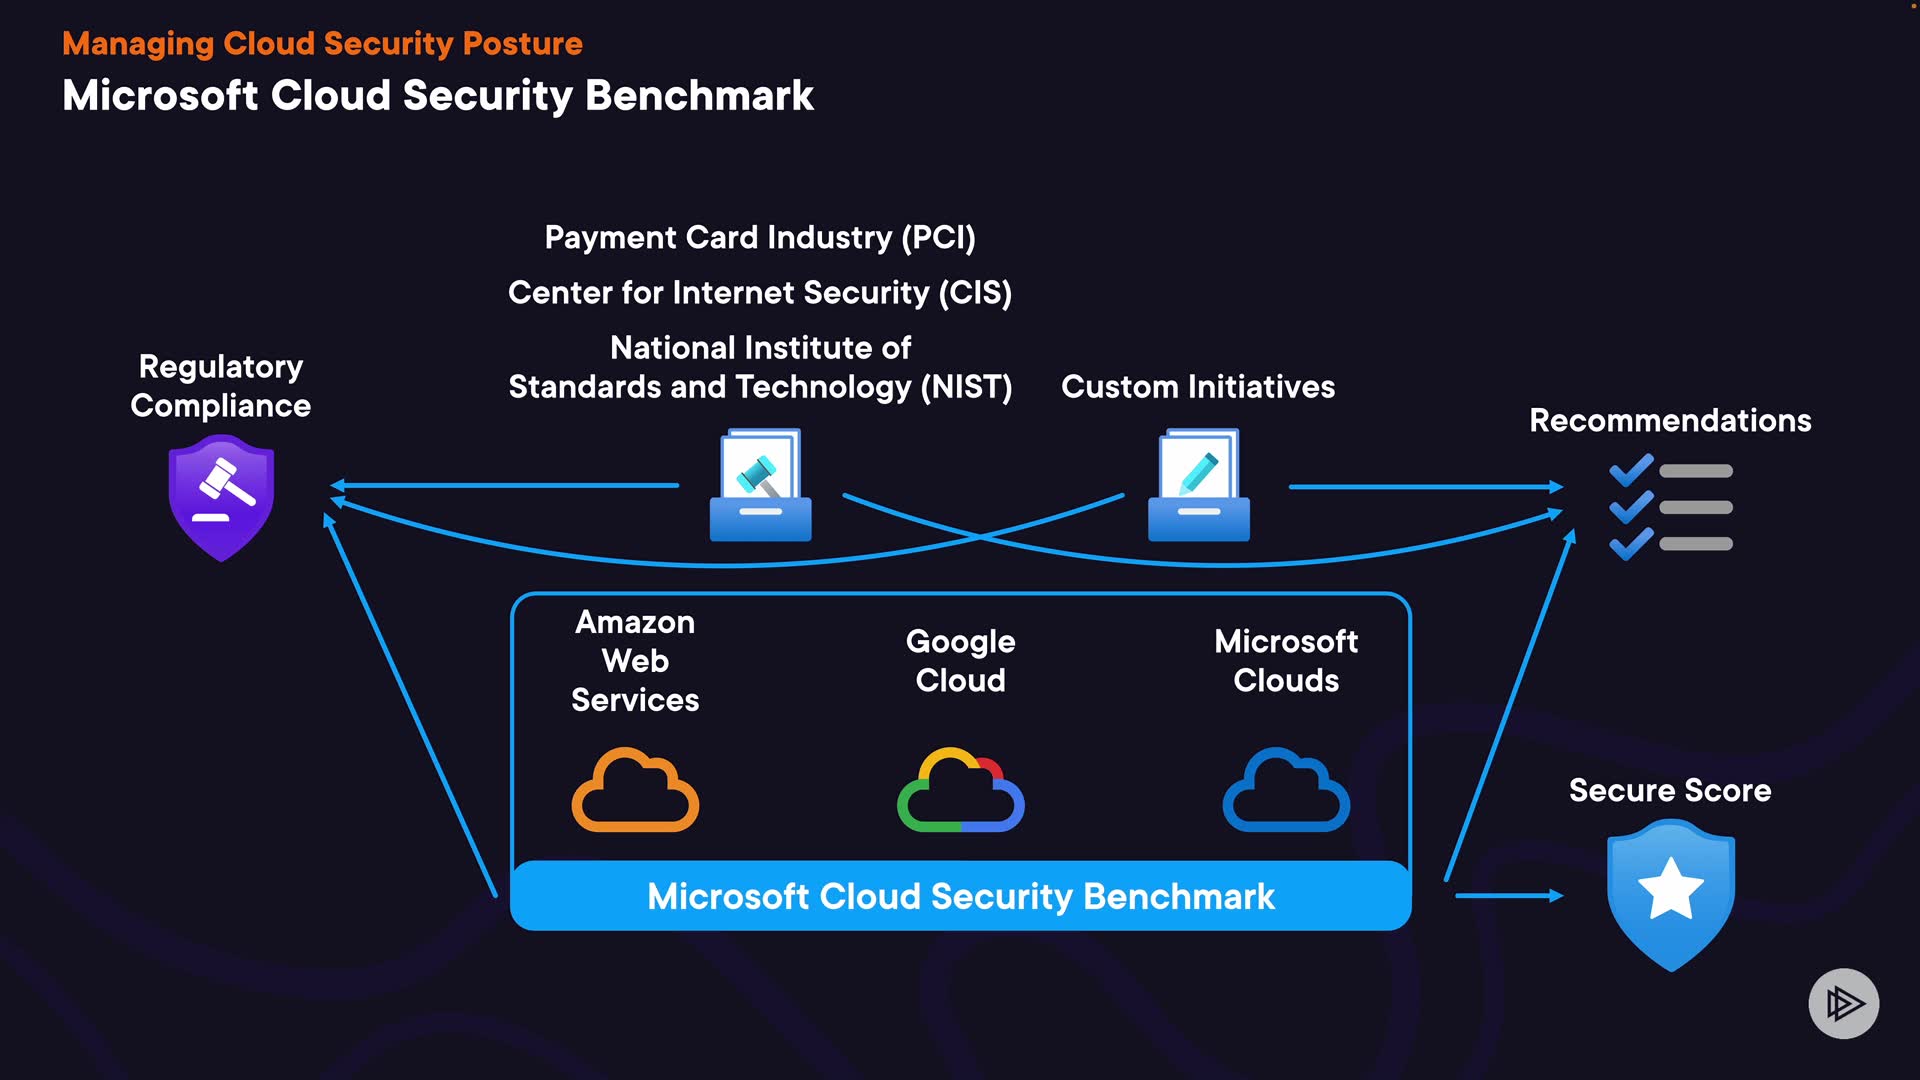 Managing Cloud Security Posture
Microsoft Cloud Security Benchmark
Payment Card Industry (PCI)
Center for Internet Security (CIS)
National Institute of
Standards and Technology (NIST)
Custom Initiatives
Regulatory
Compliance
Recommendations
Amazon
Web
Services
Google
Cloud
Microsoft
Clouds
Secure Score
Microsoft Cloud Security Benchmark